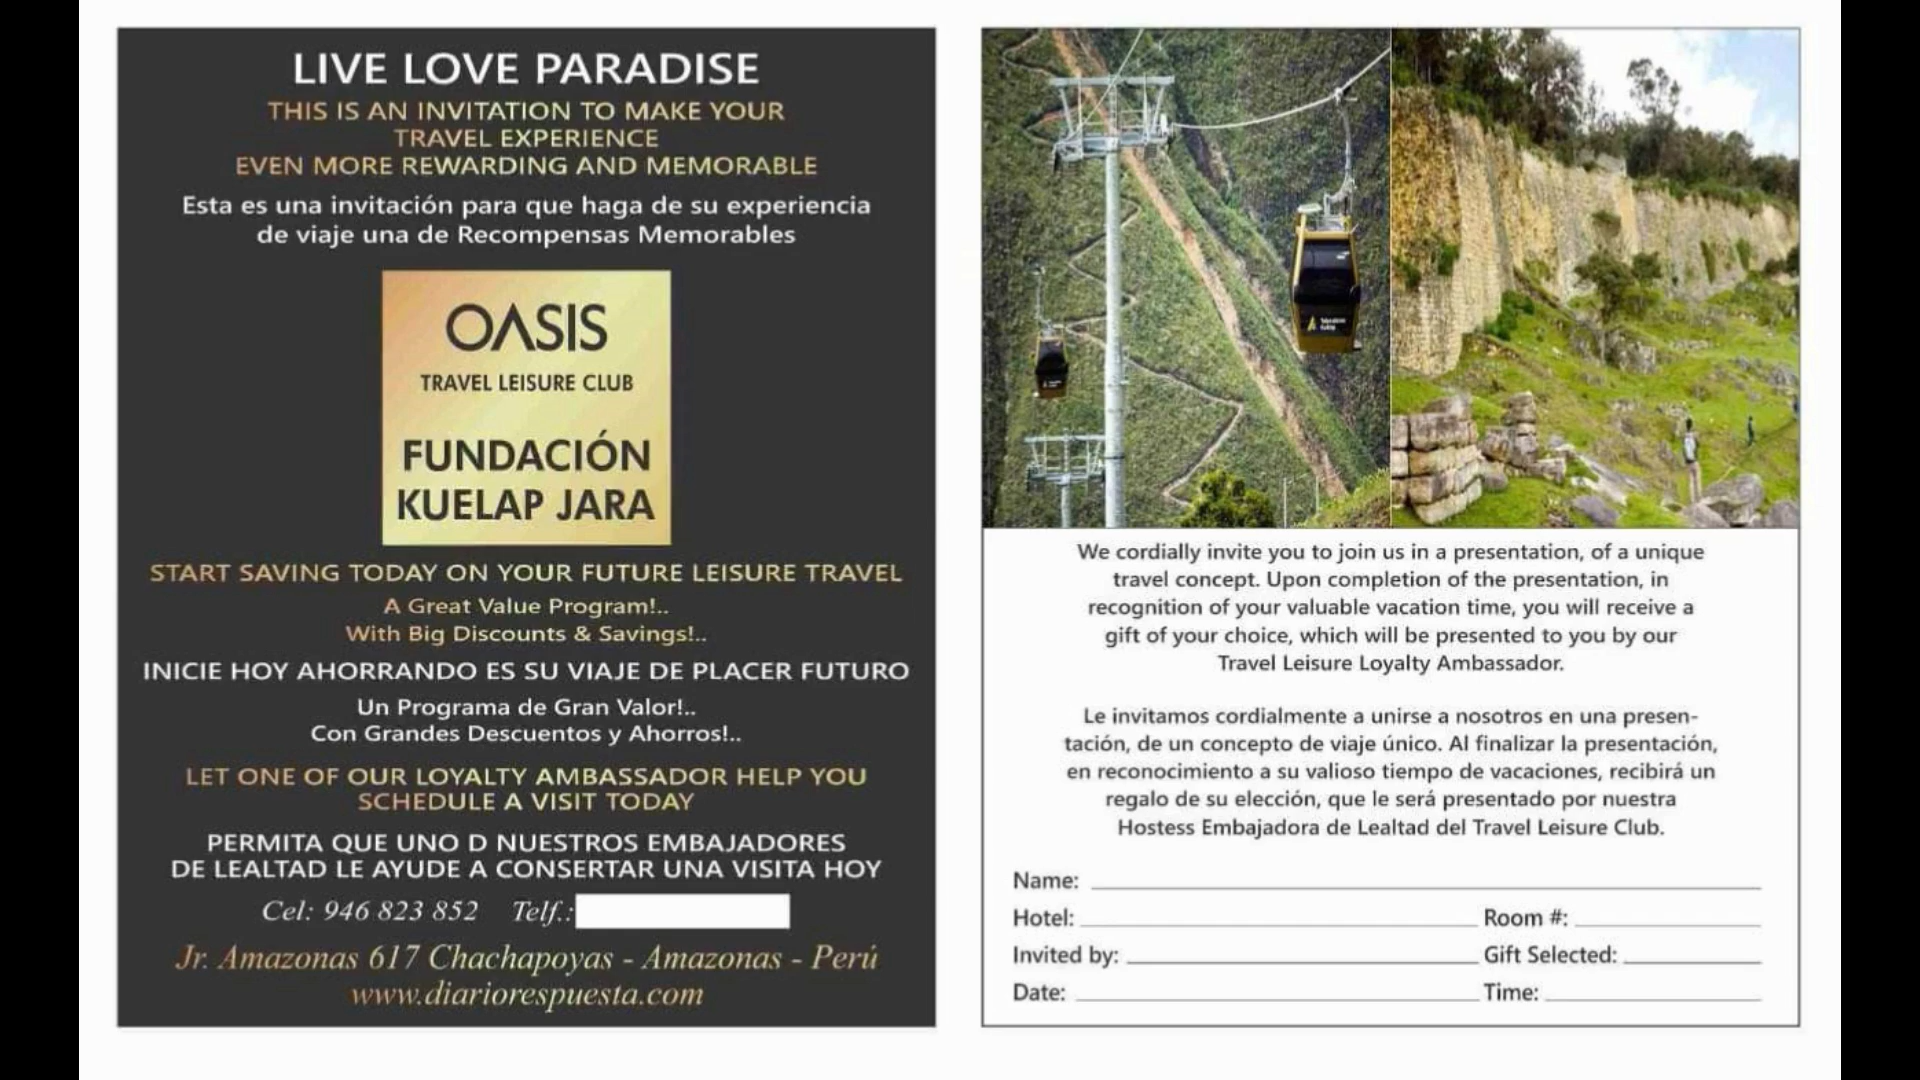 LIVE LOVE PARADISE
THIS IS AN INVITATION TO MAKE YOUR
TRAVEL EXPERIENCE
EVEN MORE REWARDING AND MEMORABLE
Esta es una invitación para que haga de su experiencia
de viaje una de Recompensas Memorables
OASIS
TRAVEL LEISURE CLUB
FUNDACIÓN
KUELAP JARA
START SAVING TODAY ON YOUR FUTURE LEISURE TRAVEL
A Great Value Program!..
With Big Discounts & Savings!..
INICIE HOY AHORRANDO ES SU VIAJE DE PLACER FUTURO
Un Programa de Gran Valor!..
Con Grandes Descuentos y Ahorros!..
LET ONE OF OUR LOYALTY AMBASSADOR HELP YOU
SCHEDULE A VISIT TODAY
PERMITA QUE UNO D NUESTROS EMBAJADORES
DE LEALTAD LE AYUDE A CONSERTAR UNA VISITA HOY
Cel: 946 823 852 Telf.:
Jr. Amazonas 617 Chachapoyas - Amazonas - Perú
www.diariorespuesta.com
We cordially invite you to join us in a presentation, of a unique
travel concept. Upon completion of the presentation, in
recognition of your valuable vacation time, you will receive a
gift of your choice, which will be presented to you by our
Travel Leisure Loyalty Ambassador.
Le invitamos cordialmente a unirse a nosotros en una presen-
tación, de un concepto de viaje único. Al finalizar la presentación,
en reconocimiento a su valioso tiempo de vacaciones, recibirá un
regalo de su elección, que le será presentado por nuestra
Hostess Embajadora de Lealtad del Travel Leisure Club.
Name:
Hotel: Room #:
Invited by: Gift Selected:
Date: Time: